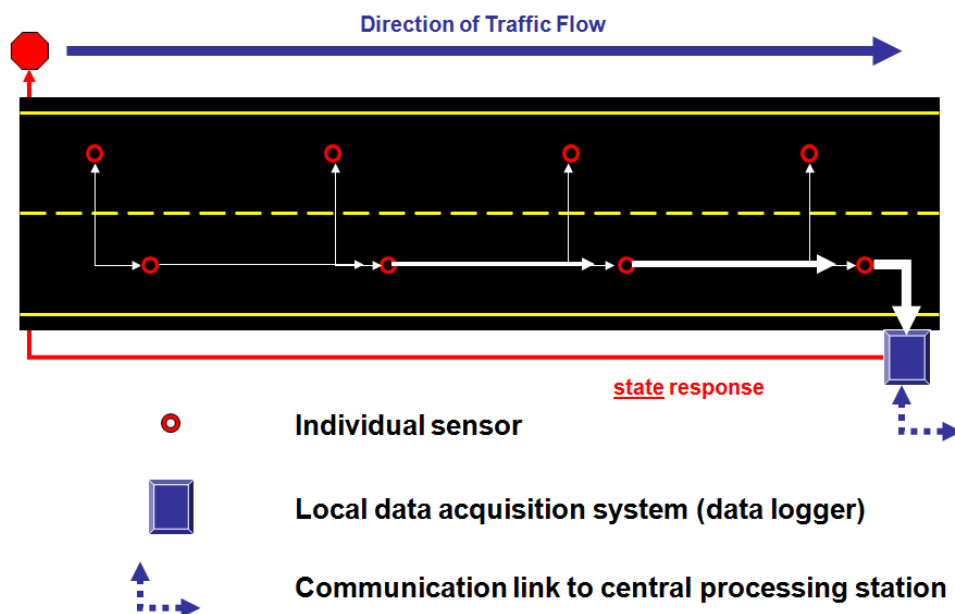 Direction of Traffic Flow
state response
Individual sensor
Local data acquisition system (data logger)
Communication link to central processing station